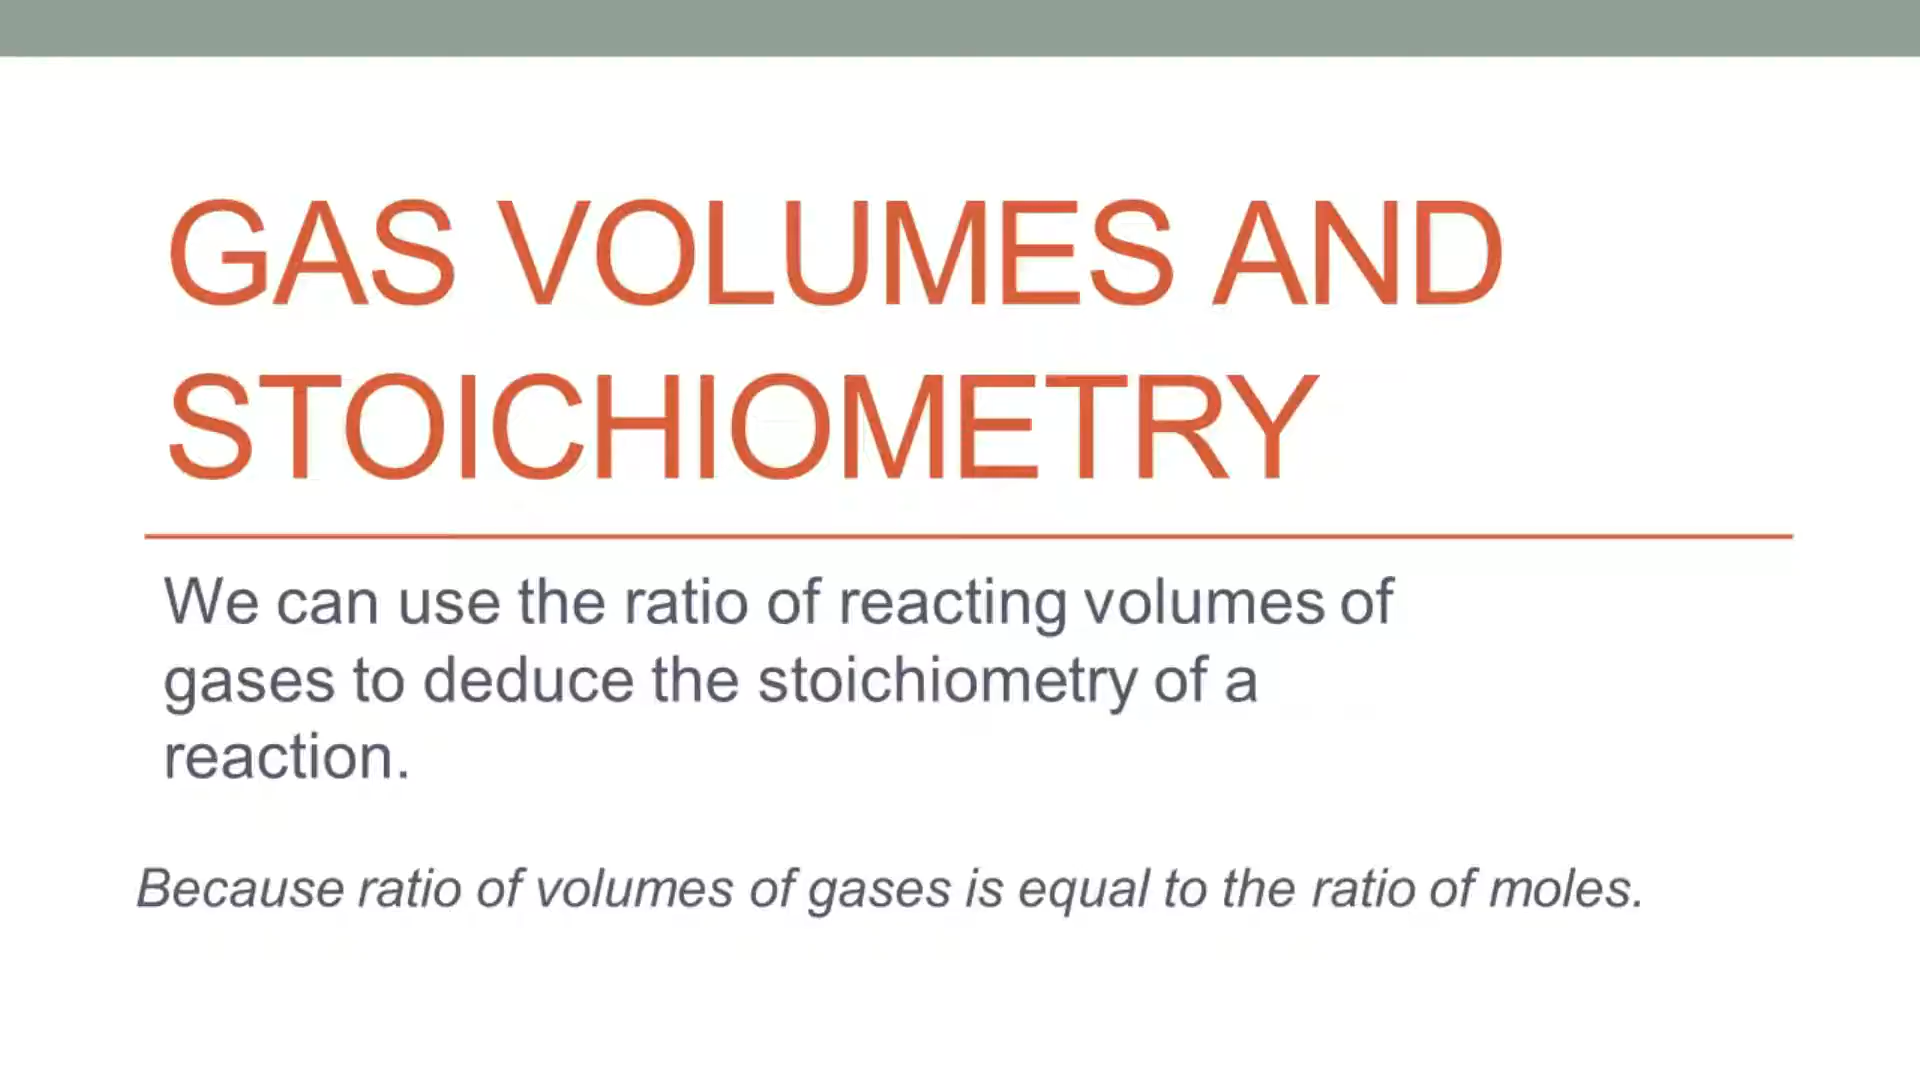 GAS VOLUMES AND
STOICHIOMETRY
We can use the ratio of reacting volumes of
gases to deduce the stoichiometry of a
reaction.
Because ratio of volumes of gases is equal to the ratio of moles.